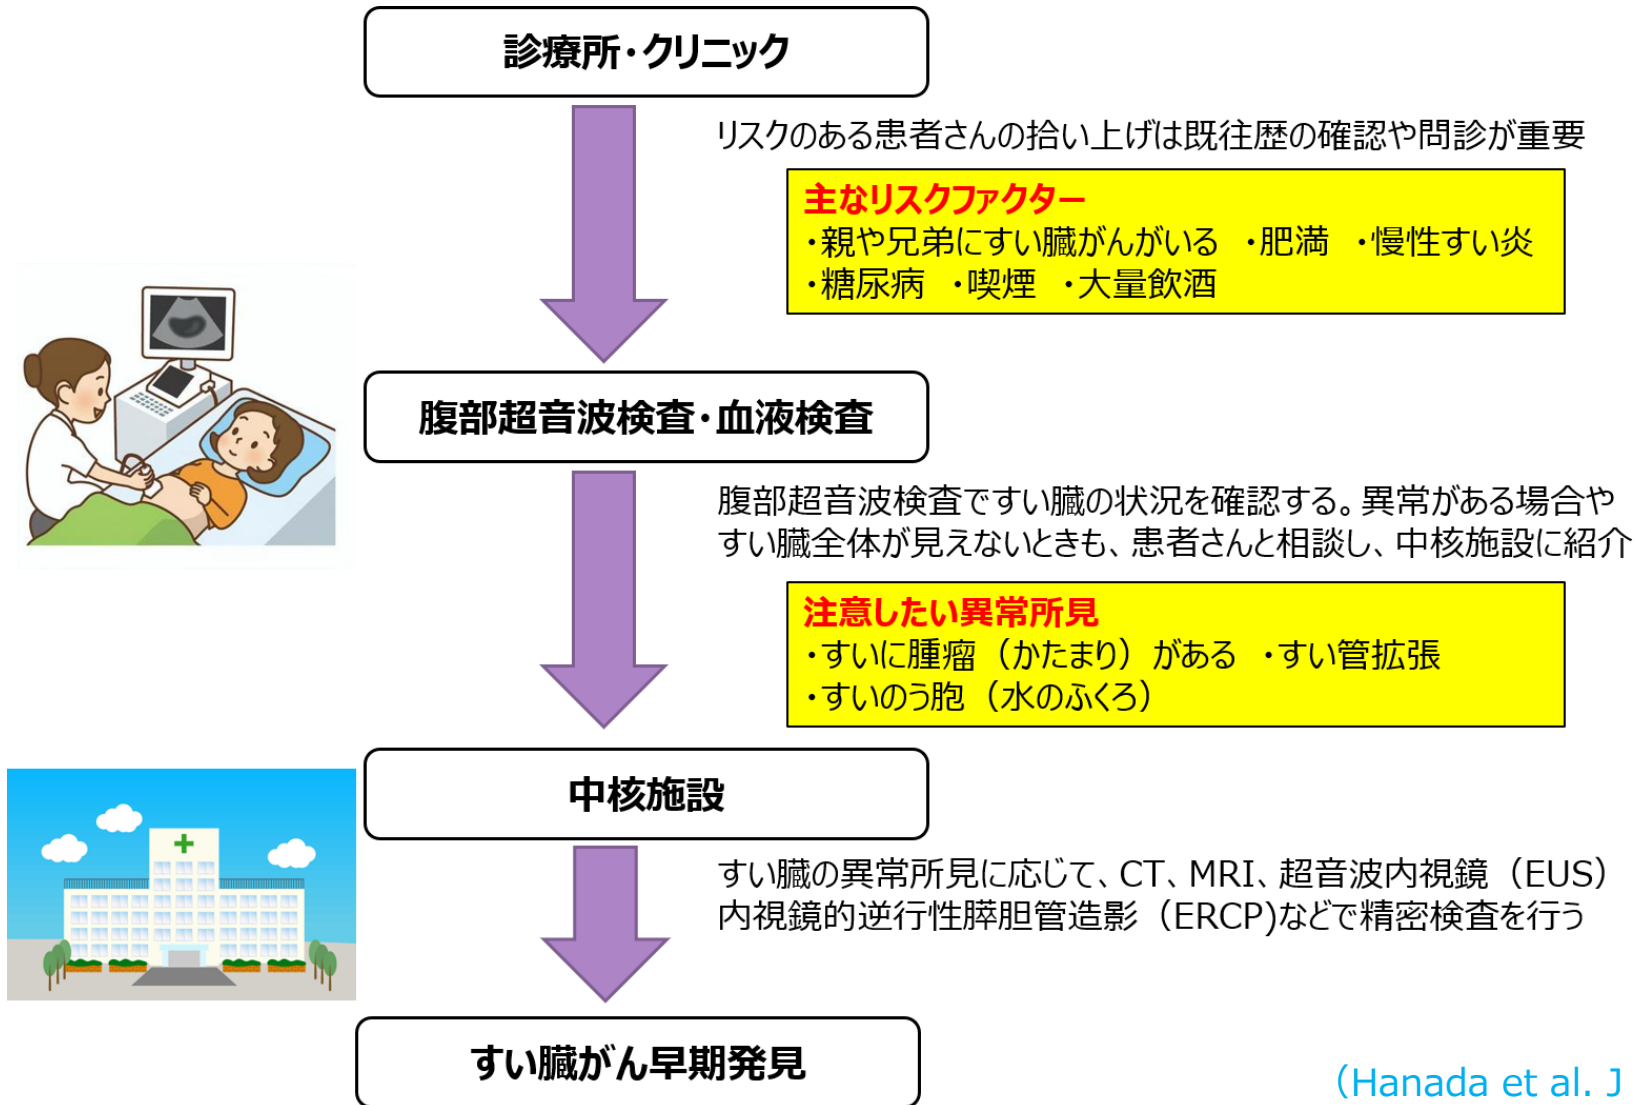 診療所・クリニック
リスクのある患者さんの拾い上げは既往歴の確認や問診が重要
主なリスクファクター
・親や兄弟にすい臓がんがいる ・肥満 ・慢性すい炎
・糖尿病 ・喫煙 ・大量飲酒
腹部超音波検査・血液検査
腹部超音波検査ですい臓の状況を確認する。異常がある場合や
すい臓全体が見えないときも、患者さんと相談し、中核施設に紹介
注意したい異常所見
・すいに腫瘤（かたまり）がある ・すい管拡張
・すいのう胞（水のふくろ）
中核施設
すい臓の異常所見に応じて、CT、MRI、超音波内視鏡（EUS）
内視鏡的逆行性膵胆管造影（ERCP)などで精密検査を行う
すい臓がん早期発見
（Hanada et al. J